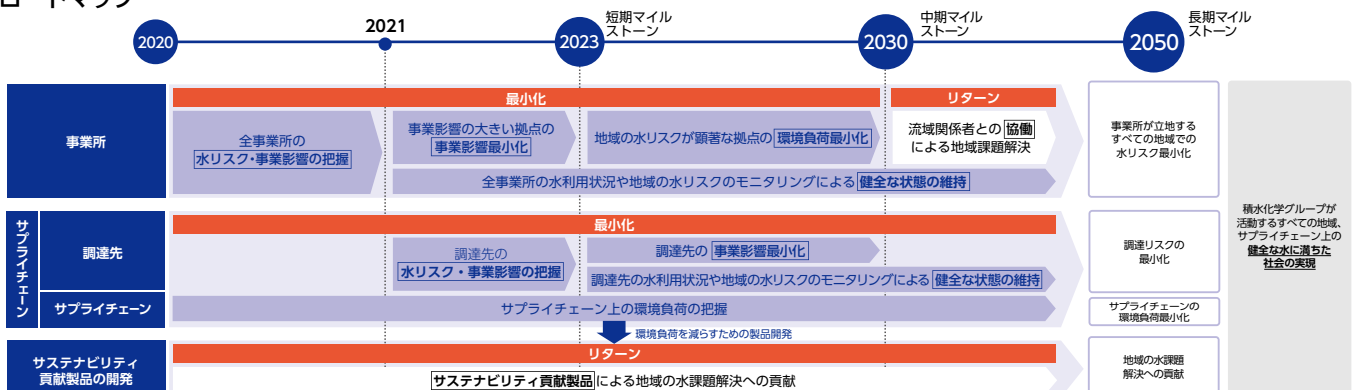 ロードマップ
2020
2021
2023
短期マイル
ストーン
2030
中期マイル
ストーン
2050
長期マイル
ストーン
事業所
最小化
リターン
全事業所の
水リスク・事業影響の把握
事業影響の大きい拠点の
事業影響最小化
地域の水リスクが顕著な拠点の 環境負荷最小化
流域関係者との 協働
による地域課題解決
全事業所の水利用状況や地域の水リスクのモニタリングによる 健全な状態の維持
事業所が立地する
すべての地域での
水リスク最小化
サプライチェーン
調達先
最小化
調達先の
水リスク・事業影響の把握
調達先の 事業影響最小化
調達先の水利用状況や地域の水リスクのモニタリングによる 健全な状態の維持
調達リスクの
最小化
サプライチェーン
サプライチェーン上の環境負荷の把握
サプライチェーンの
環境負荷最小化
環境負荷を減らすための製品開発
サステナビリティ
貢献製品の開発
リターン
サステナビリティ貢献製品による地域の水課題解決への貢献
地域の水課題
解決への貢献
積水化学グループが
活動するすべての地域、
サプライチェーン上の
健全な水に満ちた
社会の実現